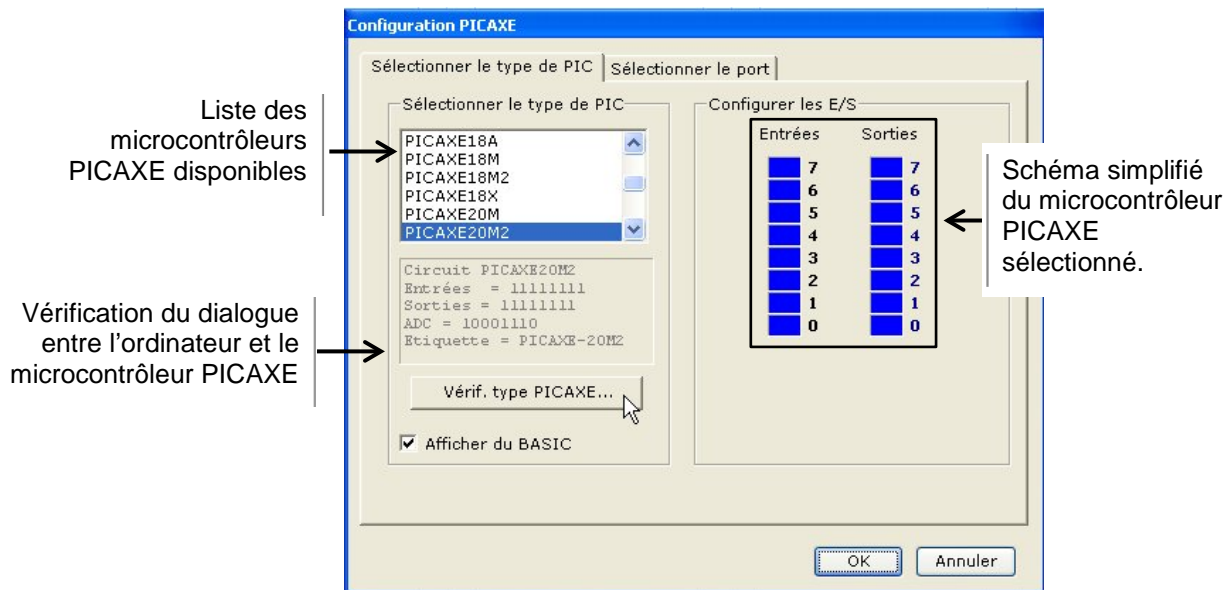 Configuration PICAXE
Sélectionner le type de PIC
Sélectionner le port
Liste des
microcontrôleurs
PICAXE disponibles
Sélectionner le type de PIC
PICAXE18A
PICAXE18M
PICAXE18M2
PICAXE18X
PICAXE20M
PICAXE20M2
Circuit PICAXE20M2
Entrées = 11111111
Sorties = 11111111
ADC = 10001110
Etiquette = PICAXE-20M2
Vérification du dialogue
entre l'ordinateur et le
microcontrôleur PICAXE
Vérif. type PICAXE...
Afficher du BASIC
Configurer les E/S
Entrées Sorties
7 7
6 6
5 5
4 4
3 3
2 2
1 1
0 0
Schéma simplifié
du microcontrôleur
PICAXE
sélectionné.
OK Annuler